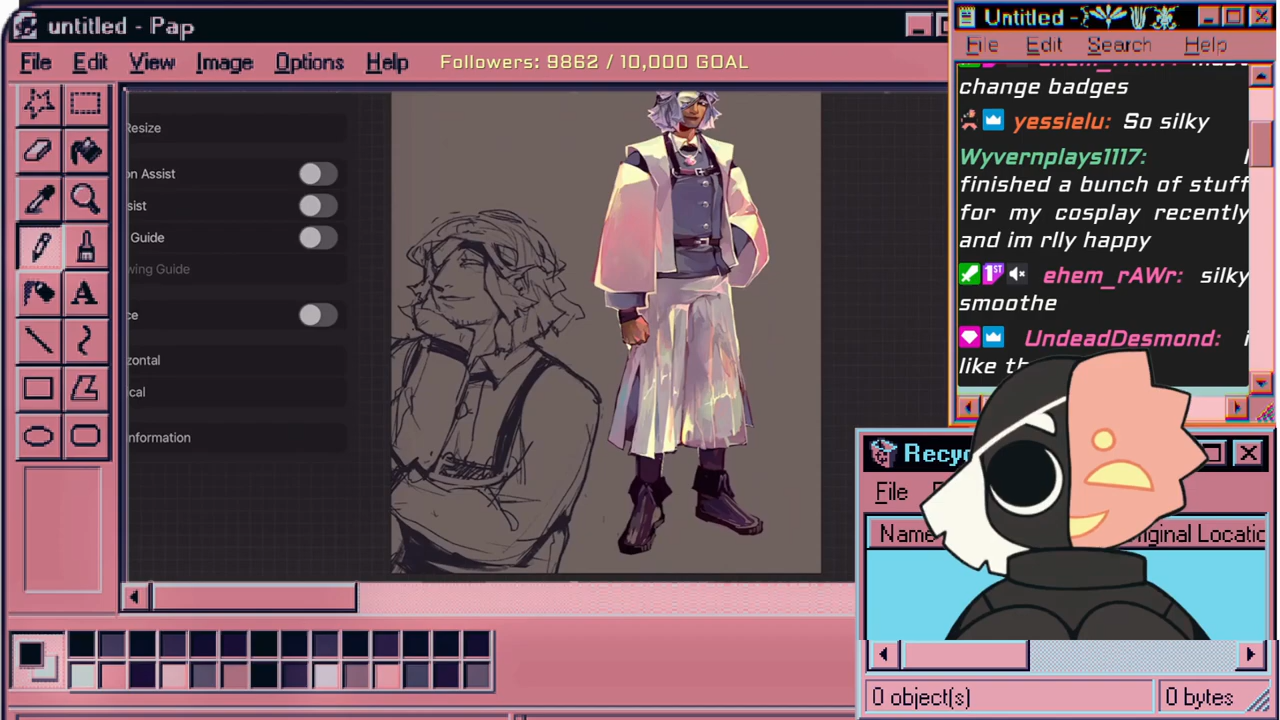 untitled - Pap
File Edit View Image Options Help
Followers: 9862 / 10,000 GOAL
Resize
on Assist
sist
Guide
wing Guide
ce
zontal
cal
nformation
Untitled -
File Edit Search Help
change badges
yessielu: So silky
Wyvernplays1117: I
finished a bunch of stuff
for my cosplay recently
and im rlly happy
ehem_rAWr: silky
smoothe
UndeadDesmond: i
like th
Recyc
File
Name
riginal Locatio
0 object(s)
0 bytes